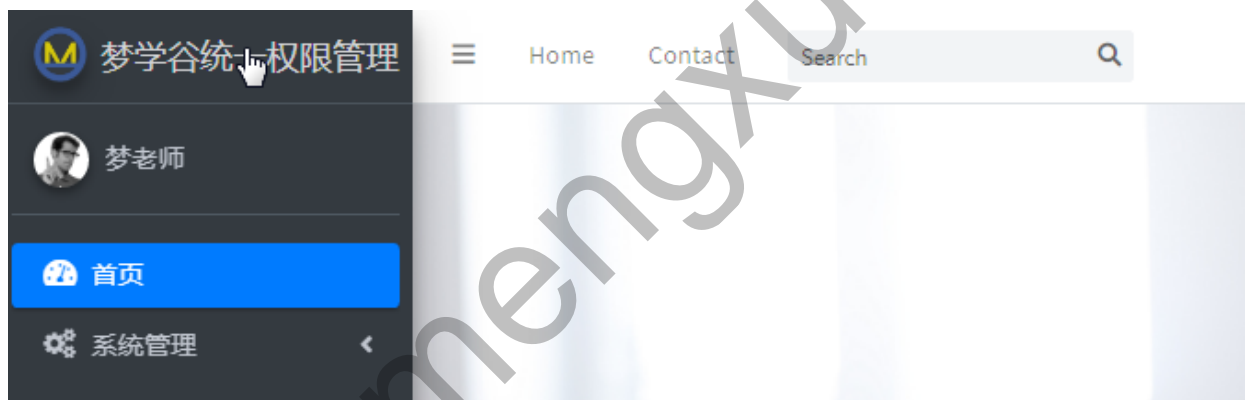 M 梦学谷统一权限管理
Home Contact Search
梦老师
首页
系统管理
mengxu